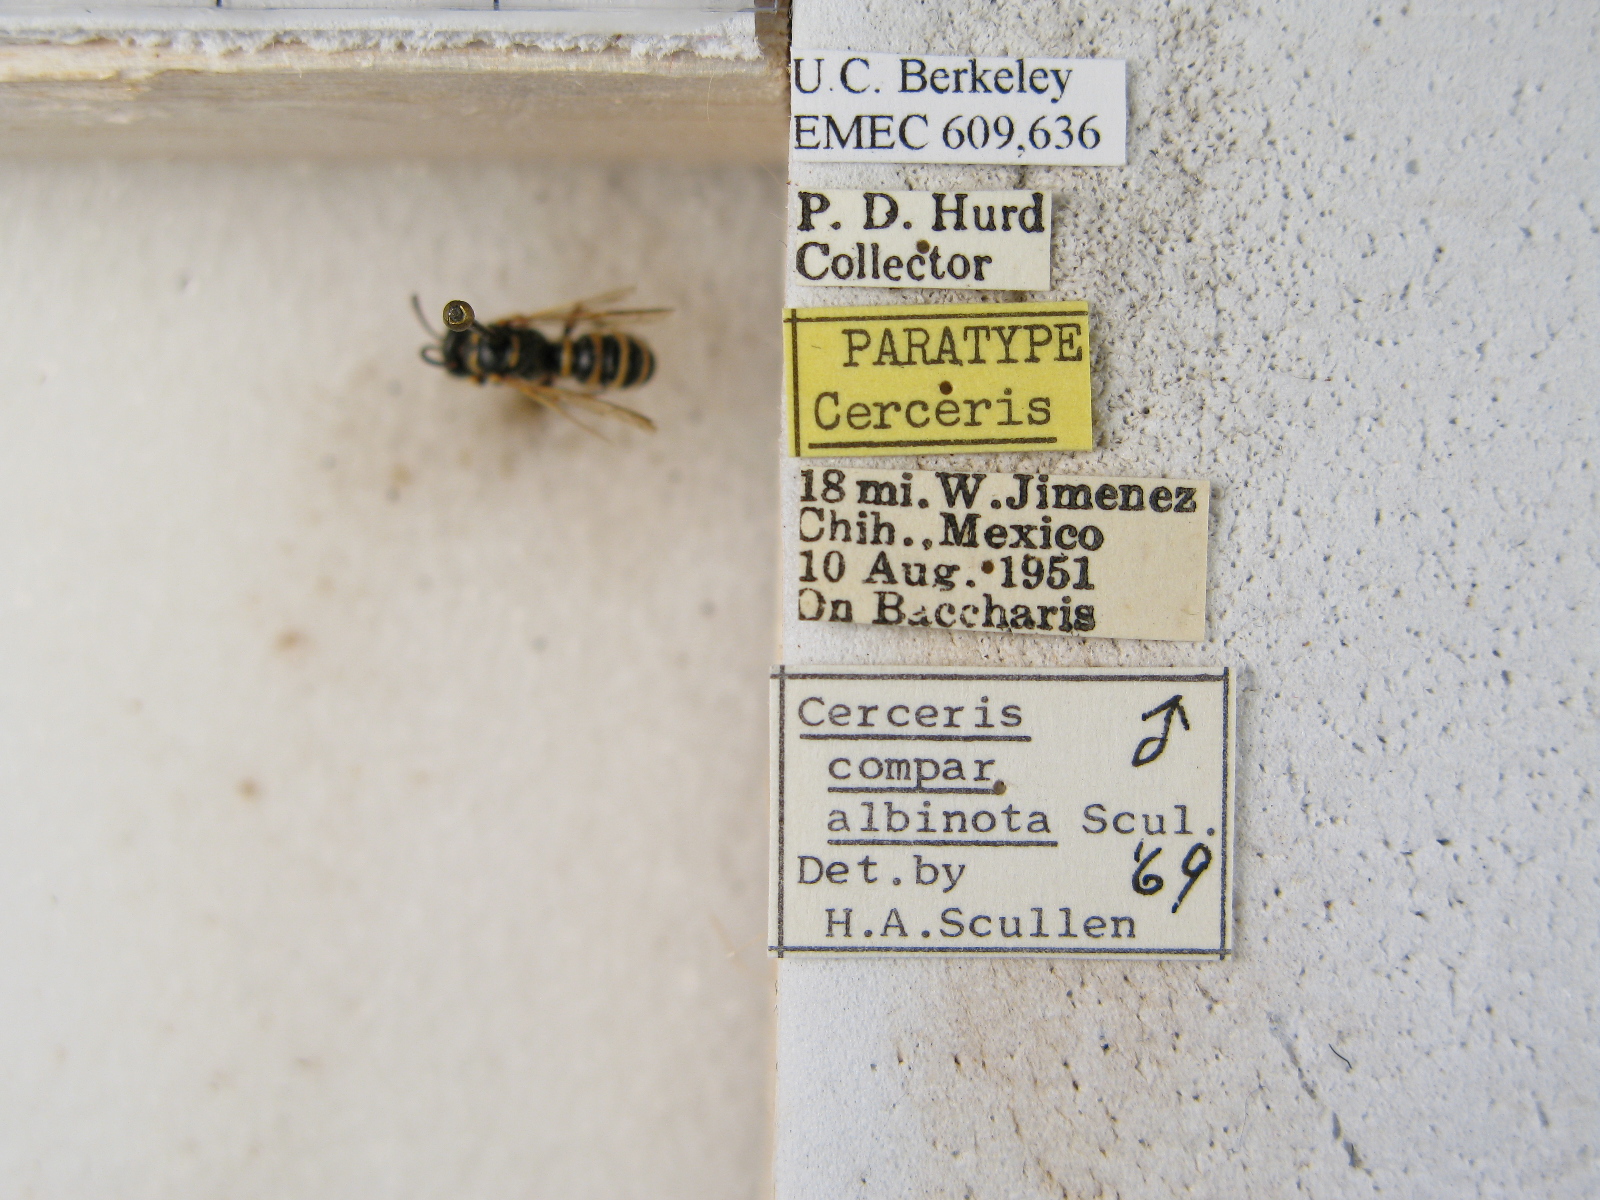 U.C. Berkeley
EMEC 609,636
P. D. Hurd
Collector
PARATYPE
Cerceris
18 mi. W. Jimenez
Chih., Mexico
10 Aug. 1951
On Baccharis
Cerceris ♂
compar
albinota Scul.
Det. by '69
H.A.Scullen